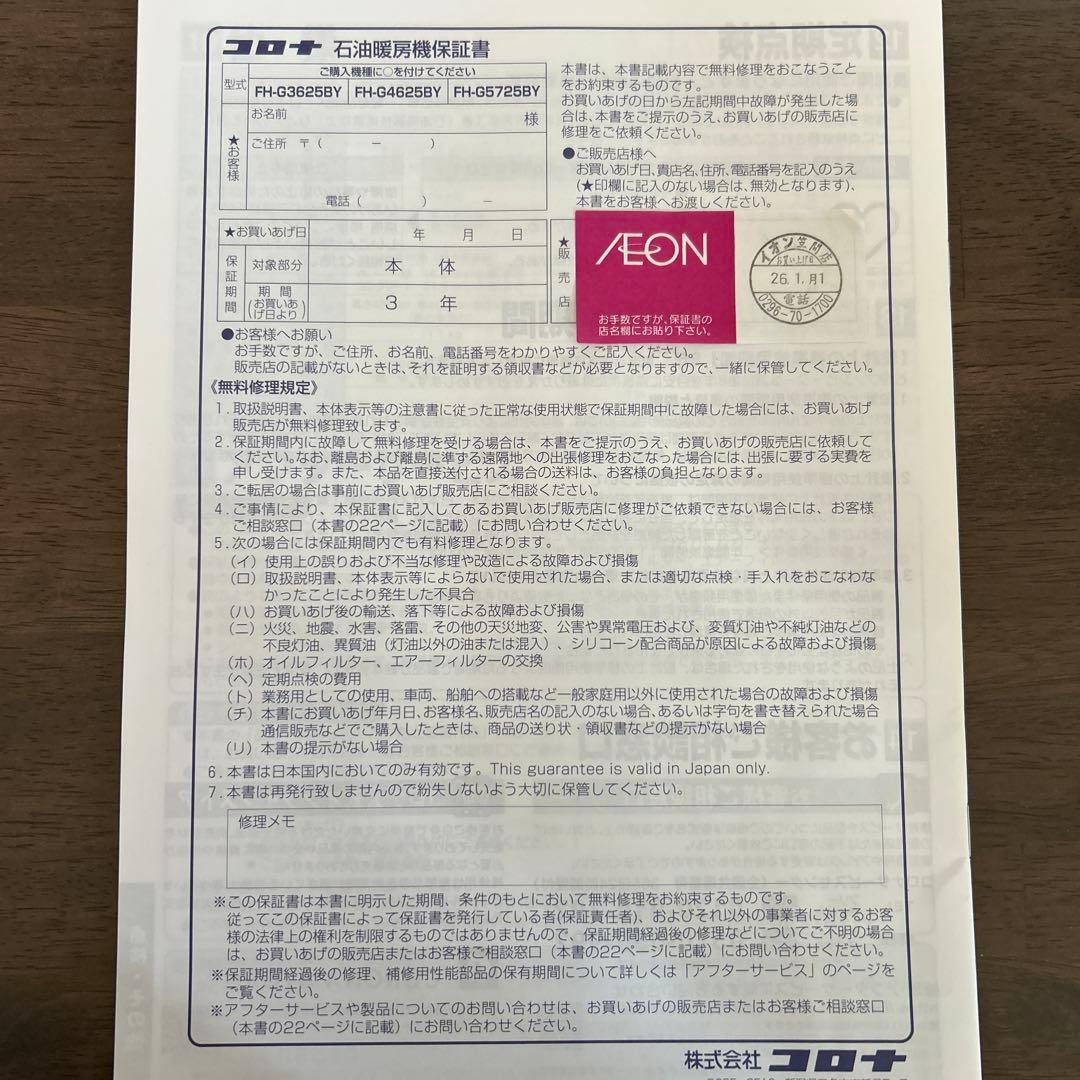 コロナ 石油暖房機保証書
型式
ご購入機種に○を付けてください
FH-G3625BY FH-G4625BY FH-G5725BY
★お客様
お名前
様
ご住所 〒( － )
電話( ) －
本書は、本書記載内容で無料修理をおこなうこと
をお約束するものです。
お買いあげの日から左記期間中故障が発生した場
合は、本書をご提示のうえ、お買いあげの販売店に
修理をご依頼ください。
●ご販売店様へ
お買いあげ日、貴店名、住所、電話番号を記入のうえ
(★印欄に記入のない場合は、無効となります)、
本書をお客様へお渡しください。
★お買いあげ日 年 月 日
保証期間
対象部分 本 体
期 間
(お買いあ
げ日より)
3 年
★販売店
ÆON
お手数ですが、保証書の
店名欄にお貼り下さい。
イオン笠間店
お買い上げ日
26.1.月1
電話
0296-70-1700
●お客様へお願い
お手数ですが、ご住所、お名前、電話番号をわかりやすくご記入ください。
販売店の記載がないときは、それを証明する領収書などが必要となりますので、一緒に保管してください。
《無料修理規定》
1.取扱説明書、本体表示等の注意書に従った正常な使用状態で保証期間中に故障した場合には、お買いあげ
販売店が無料修理致します。
2.保証期間内に故障して無料修理を受ける場合は、本書をご提示のうえ、お買いあげの販売店に依頼して
ください。なお、離島および離島に準ずる遠隔地への出張修理をおこなった場合には、出張に要する実費を
申し受けます。また、本品を直接送付される場合の送料は、お客様の負担となります。
3.ご転居の場合は事前にお買いあげ販売店にご相談ください。
4.ご事情により、本保証書に記入してあるお買いあげ販売店に修理がご依頼できない場合には、お客様
ご相談窓口(本書の22ページに記載)にお問い合わせください。
5.次の場合には保証期間内でも有料修理となります。
(イ)使用上の誤りおよび不当な修理や改造による故障および損傷
(ロ)取扱説明書、本体表示等によらないで使用された場合、または適切な点検・手入れをおこなわな
かったことにより発生した不具合
(ハ)お買いあげ後の輸送、落下等による故障および損傷
(ニ)火災、地震、水害、落雷、その他の天災地変、公害や異常電圧および、変質灯油や不純灯油などの
不良灯油、異質油(灯油以外の油または混入)、シリコーン配合商品が原因による故障および損傷
(ホ)オイルフィルター、エアーフィルターの交換
(ヘ)定期点検の費用
(ト)業務用としての使用、車両、船舶への搭載など一般家庭用以外に使用された場合の故障および損傷
(チ)本書にお買いあげ年月日、お客様名、販売店名の記入のない場合、あるいは字句を書き替えられた場合
通信販売などでご購入したときは、商品の送り状・領収書などの提示がない場合
(リ)本書の提示がない場合
6.本書は日本国内においてのみ有効です。This guarantee is valid in Japan only.
7.本書は再発行致しませんので紛失しないよう大切に保管してください。
修理メモ
※この保証書は本書に明示した期間、条件のもとにおいて無料修理をお約束するものです。
従ってこの保証書によって保証書を発行している者(保証責任者)、およびそれ以外の事業者に対するお客
様の法律上の権利を制限するものではありませんので、保証期間経過後の修理などについてご不明の場合
は、お買いあげの販売店またはお客様ご相談窓口(本書の22ページに記載)にお問い合わせください。
※保証期間経過後の修理、補修用性能部品の保有期間について詳しくは「アフターサービス」のページを
ご覧ください。
※アフターサービスや製品についてのお問い合わせは、お買いあげの販売店またはお客様ご相談窓口
(本書の22ページに記載)にお問い合わせください。
株式会社 コロナ